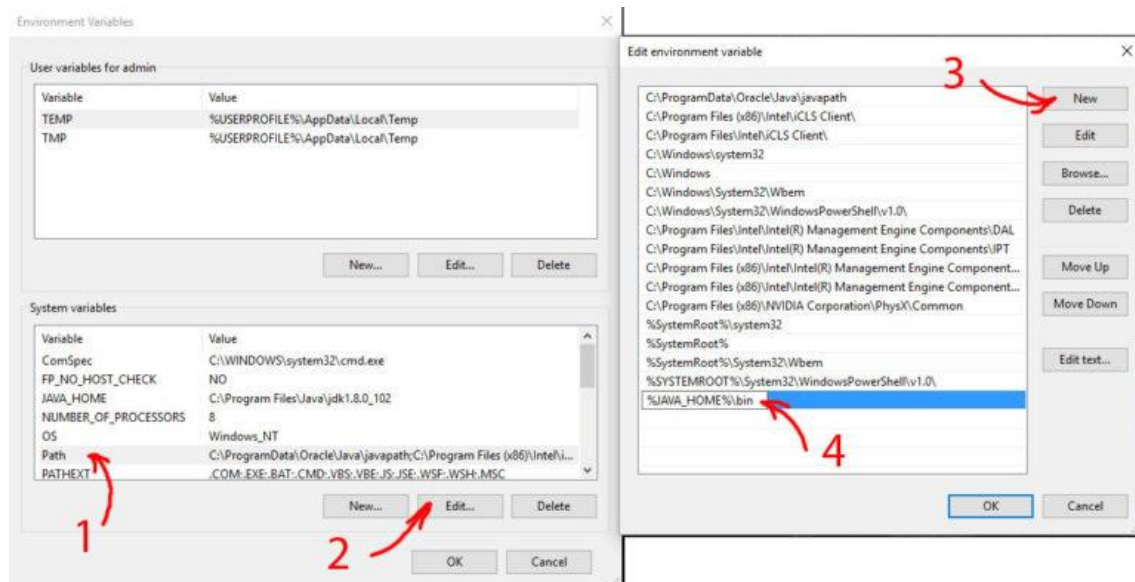 Environment Variables
User variables for admin
Variable Value
TEMP %USERPROFILE%\AppData\Local\Temp
TMP %USERPROFILE%\AppData\Local\Temp
New... Edit... Delete
System variables
Variable Value
ComSpec C:\WINDOWS\system32\cmd.exe
FP_NO_HOST_CHECK NO
JAVA_HOME C:\Program Files\Java\jdk1.8.0_102
NUMBER_OF_PROCESSORS 8
OS Windows_NT
Path C:\ProgramData\Oracle\Java\javapath;C:\Program Files (x86)\Intel\i...
PATHEXT .COM;.EXE;.BAT;.CMD;.VBS;.VBE;.JS;.JSE;.WSF;.WSH;.MSC
1
New... Edit... Delete
2
OK Cancel
Edit environment variable
3
C:\ProgramData\Oracle\Java\javapath
C:\Program Files (x86)\Intel\iCLS Client\
C:\Program Files\Intel\iCLS Client\
C:\Windows\system32
C:\Windows
C:\Windows\System32\Wbem
C:\Windows\System32\WindowsPowerShell\v1.0\
C:\Program Files\Intel\Intel(R) Management Engine Components\DAL
C:\Program Files\Intel\Intel(R) Management Engine Components\IPT
C:\Program Files (x86)\Intel\Intel(R) Management Engine Component...
C:\Program Files (x86)\Intel\Intel(R) Management Engine Component...
C:\Program Files (x86)\NVIDIA Corporation\PhysX\Common
%SystemRoot%\system32
%SystemRoot%
%SystemRoot%\System32\Wbem
%SYSTEMROOT%\System32\WindowsPowerShell\v1.0\
%JAVA_HOME%\bin
4
New
Edit
Browse...
Delete
Move Up
Move Down
Edit text...
OK Cancel